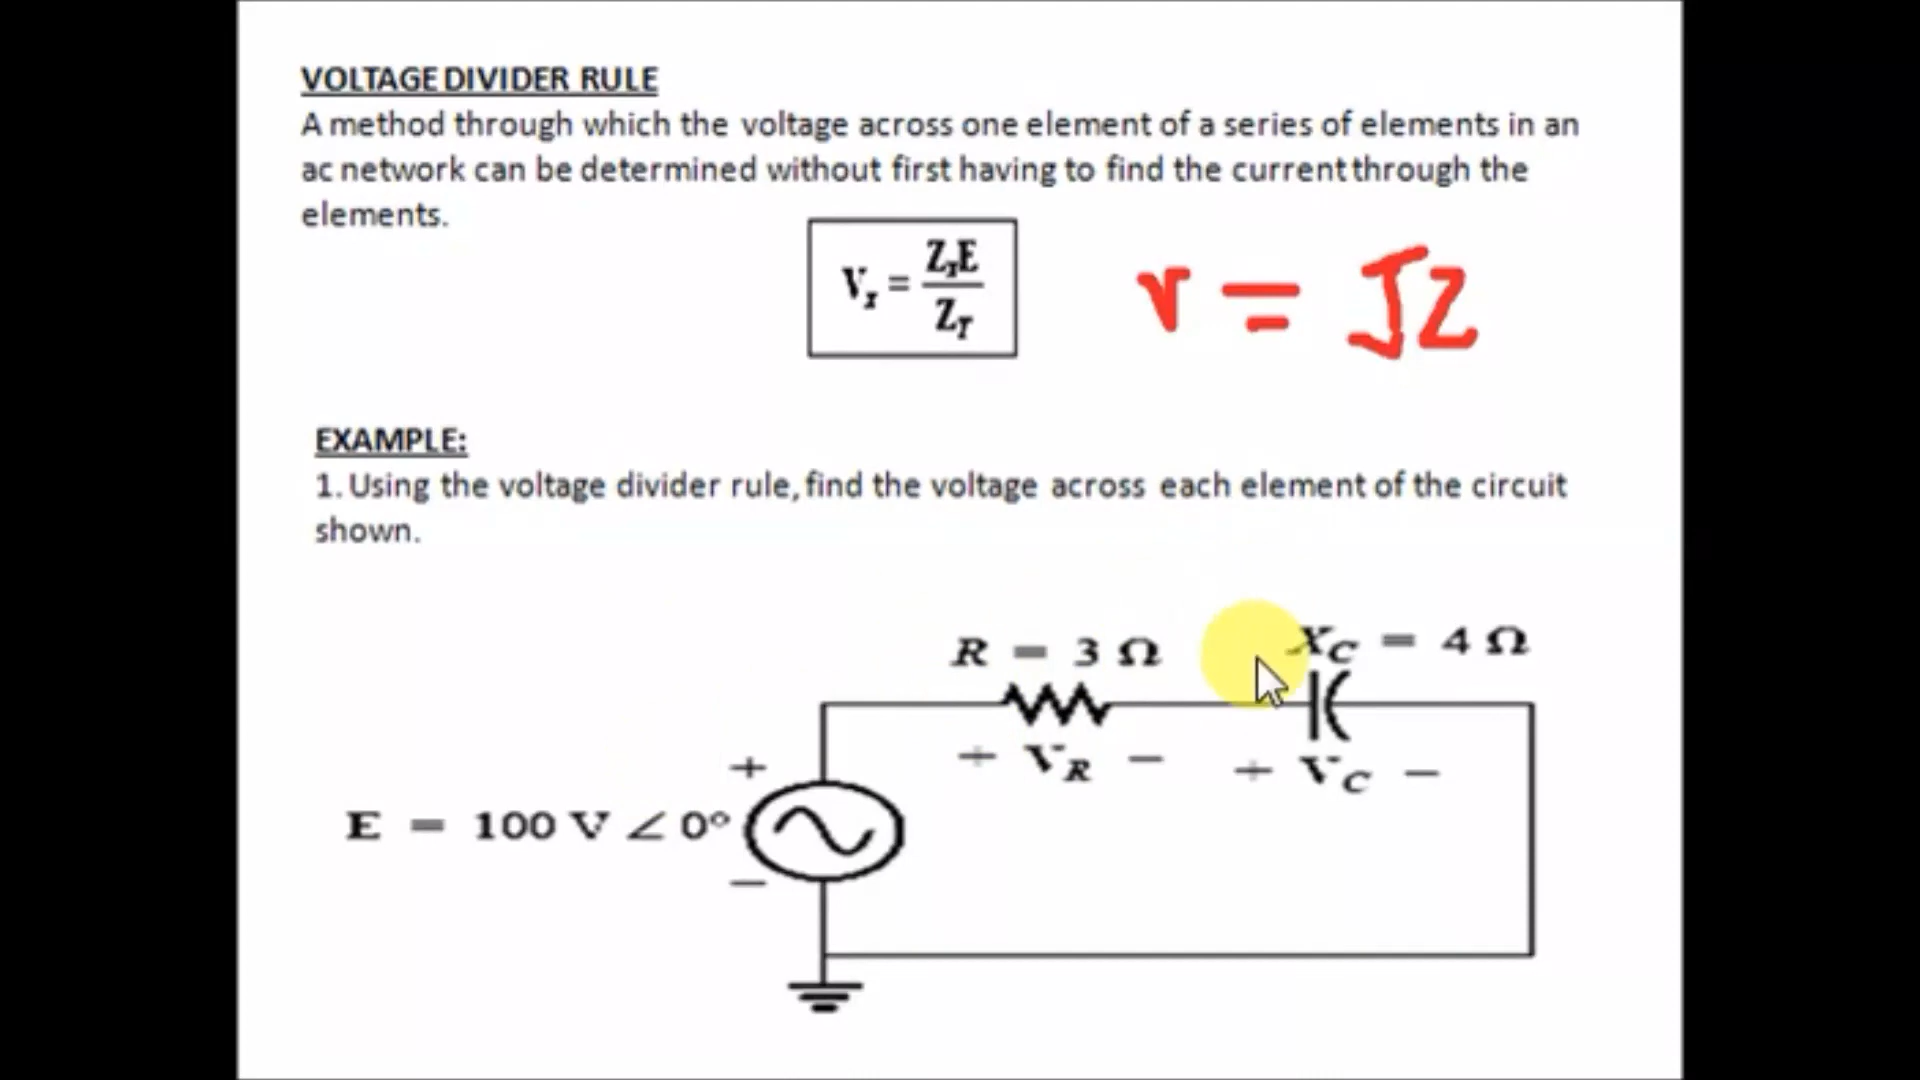 VOLTAGE DIVIDER RULE
A method through which the voltage across one element of a series of elements in an
ac network can be determined without first having to find the current through the
elements.
Vx = ZxE / ZT
V = IZ
EXAMPLE:
1. Using the voltage divider rule, find the voltage across each element of the circuit
shown.
R = 3 Ω
XC = 4 Ω
+ VR −
+ VC −
+
E = 100 V ∠ 0°
−